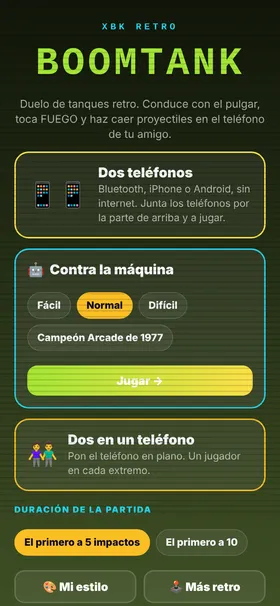 XBK RETRO
BOOMTANK
Duelo de tanques retro. Conduce con el pulgar,
toca FUEGO y haz caer proyectiles en el teléfono
de tu amigo.
Dos teléfonos
Bluetooth, iPhone o Android, sin
internet. Junta los teléfonos por
la parte de arriba y a jugar.
Contra la máquina
Fácil
Normal
Difícil
Campeón Arcade de 1977
Jugar →
Dos en un teléfono
Pon el teléfono en plano. Un jugador
en cada extremo.
DURACIÓN DE LA PARTIDA
El primero a 5 impactos
El primero a 10
Mi estilo
Más retro